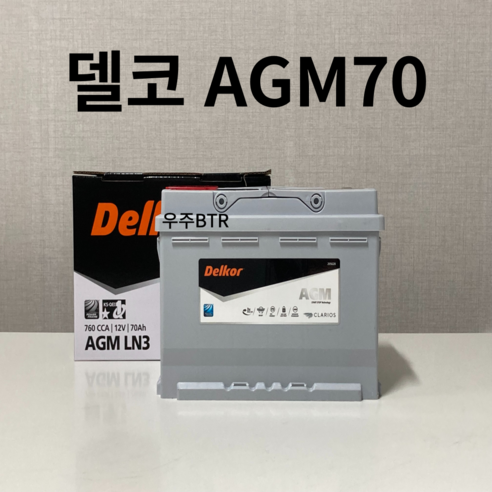 델코 AGM70
Delkor
우주BTR
Delkor
AGM
CLARIOS
760 CCA | 12V | 70Ah
AGM LN3